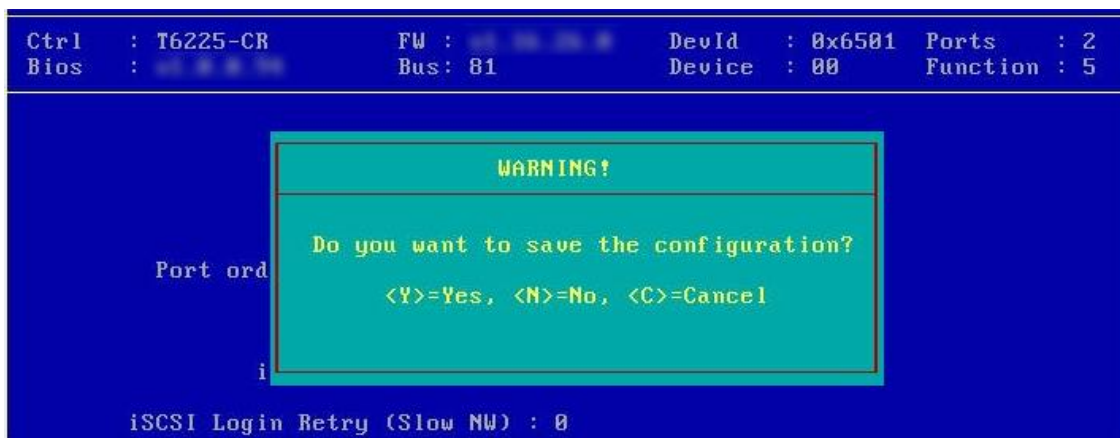 Ctrl : T6225-CR FW : DevId : 0x6501 Ports : 2
Bios : Bus: 81 Device : 00 Function : 5
WARNING!
Do you want to save the configuration?
Port ord
<Y>=Yes, <N>=No, <C>=Cancel
i
iSCSI Login Retry (Slow NW) : 0